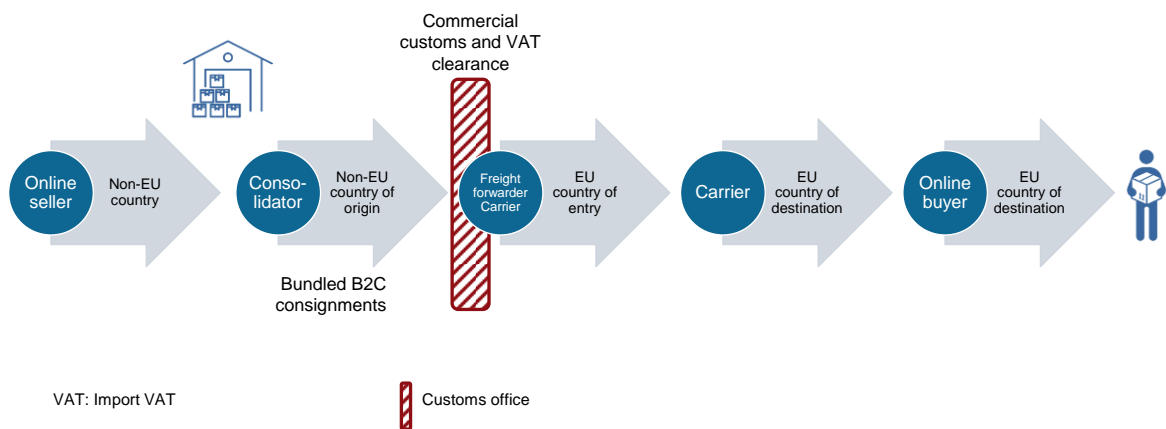 Commercial
customs and VAT
clearance
Online
seller
Non-EU
country
Conso-
lidator
Non-EU
country of
origin
Freight
forwarder
Carrier
EU
country of
entry
Carrier
EU
country of
destination
Online
buyer
EU
country of
destination
Bundled B2C
consignments
VAT: Import VAT
Customs office